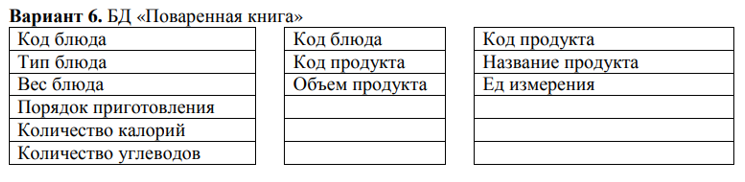 Вариант 6. БД «Поваренная книга»
Код блюда
Тип блюда
Вес блюда
Порядок приготовления
Количество калорий
Количество углеводов
Код блюда
Код продукта
Объем продукта
Код продукта
Название продукта
Ед измерения